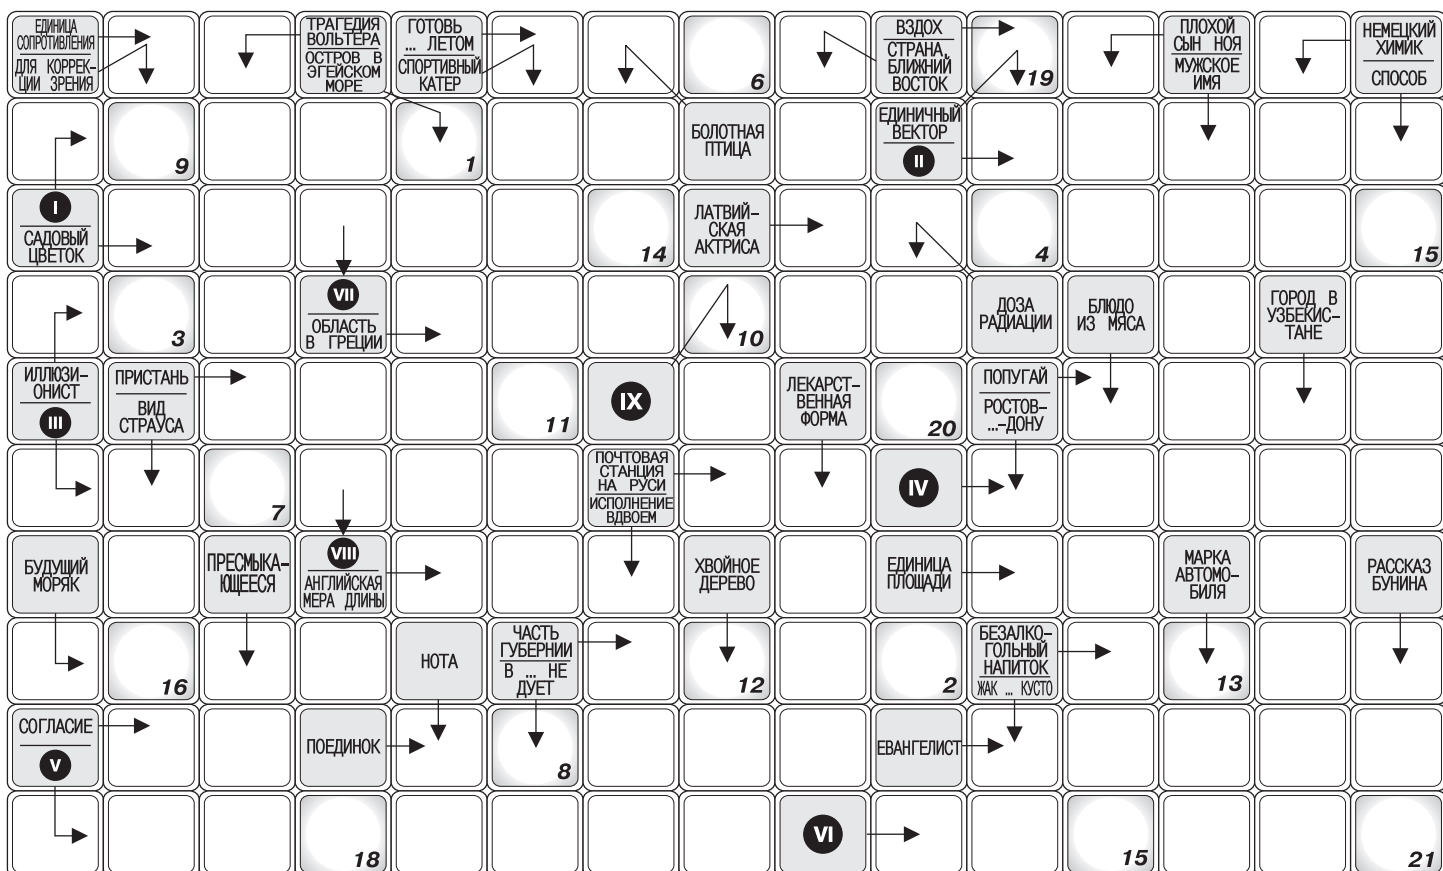 ЕДИНИЦА
СОПРОТИВЛЕНИЯ
ДЛЯ КОРРЕК-
ЦИИ ЗРЕНИЯ
ТРАГЕДИЯ
ВОЛЬТЕРА
ОСТРОВ В
ЭГЕЙСКОМ
МОРЕ
ГОТОВЬ
... ЛЕТОМ
СПОРТИВНЫЙ
КАТЕР
6
ВЗДОХ
СТРАНА,
БЛИЖНИЙ
ВОСТОК
19
ПЛОХОЙ
СЫН НОЯ
МУЖСКОЕ
ИМЯ
НЕМЕЦКИЙ
ХИМИК
СПОСОБ
9
1
БОЛОТНАЯ
ПТИЦА
ЕДИНИЧНЫЙ
ВЕКТОР
II
I
САДОВЫЙ
ЦВЕТОК
14
ЛАТВИЙ-
СКАЯ
АКТРИСА
4
15
3
VII
ОБЛАСТЬ
В ГРЕЦИИ
10
ДОЗА
РАДИАЦИИ
БЛЮДО
ИЗ МЯСА
ГОРОД В
УЗБЕКИС-
ТАНЕ
ИЛЛЮЗИ-
ОНИСТ
III
ПРИСТАНЬ
ВИД
СТРАУСА
11
IX
ЛЕКАРСТ-
ВЕННАЯ
ФОРМА
20
ПОПУГАЙ
РОСТОВ-
...-ДОНУ
7
ПОЧТОВАЯ
СТАНЦИЯ
НА РУСИ
ИСПОЛНЕНИЕ
ВДВОЕМ
IV
БУДУЩИЙ
МОРЯК
ПРЕСМЫКА-
ЮЩЕЕСЯ
VIII
АНГЛИЙСКАЯ
МЕРА ДЛИНЫ
ХВОЙНОЕ
ДЕРЕВО
ЕДИНИЦА
ПЛОЩАДИ
МАРКА
АВТОМО-
БИЛЯ
РАССКАЗ
БУНИНА
16
НОТА
ЧАСТЬ
ГУБЕРНИИ
В ... НЕ
ДУЕТ
12
2
БЕЗАЛКО-
ГОЛЬНЫЙ
НАПИТОК
ЖАК ... КУСТО
13
СОГЛАСИЕ
V
ПОЕДИНОК
8
ЕВАНГЕЛИСТ
18
VI
15
21